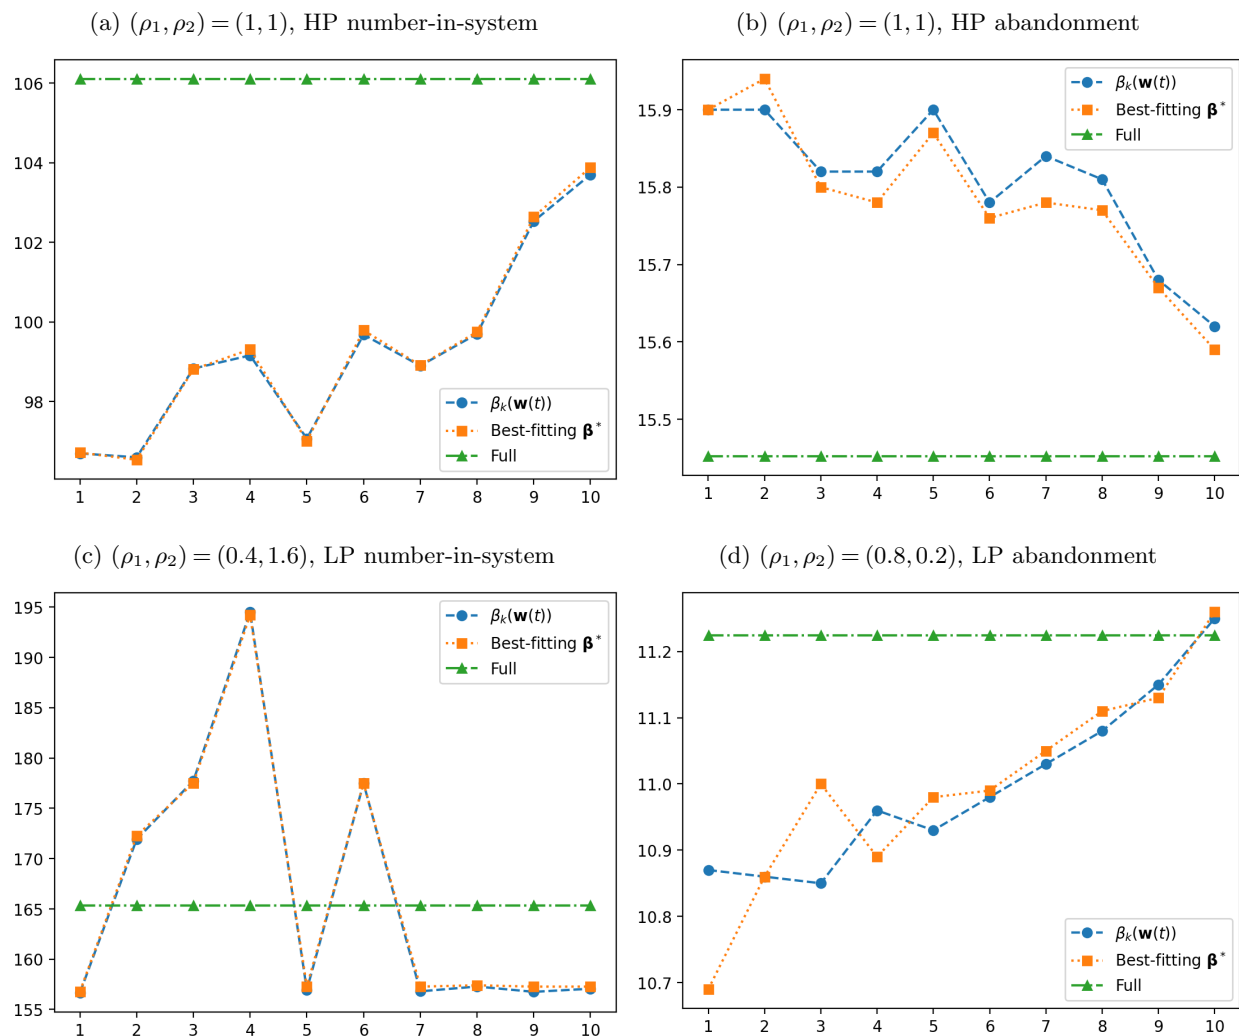 (a) (ρ₁, ρ₂) = (1, 1), HP number-in-system
106
104
102
100
98
1 2 3 4 5 6 7 8 9 10
βₖ(w(t))
Best-fitting β*
Full
(b) (ρ₁, ρ₂) = (1, 1), HP abandonment
15.9
15.8
15.7
15.6
15.5
1 2 3 4 5 6 7 8 9 10
βₖ(w(t))
Best-fitting β*
Full
(c) (ρ₁, ρ₂) = (0.4, 1.6), LP number-in-system
195
190
185
180
175
170
165
160
155
1 2 3 4 5 6 7 8 9 10
βₖ(w(t))
Best-fitting β*
Full
(d) (ρ₁, ρ₂) = (0.8, 0.2), LP abandonment
11.2
11.1
11.0
10.9
10.8
10.7
1 2 3 4 5 6 7 8 9 10
βₖ(w(t))
Best-fitting β*
Full